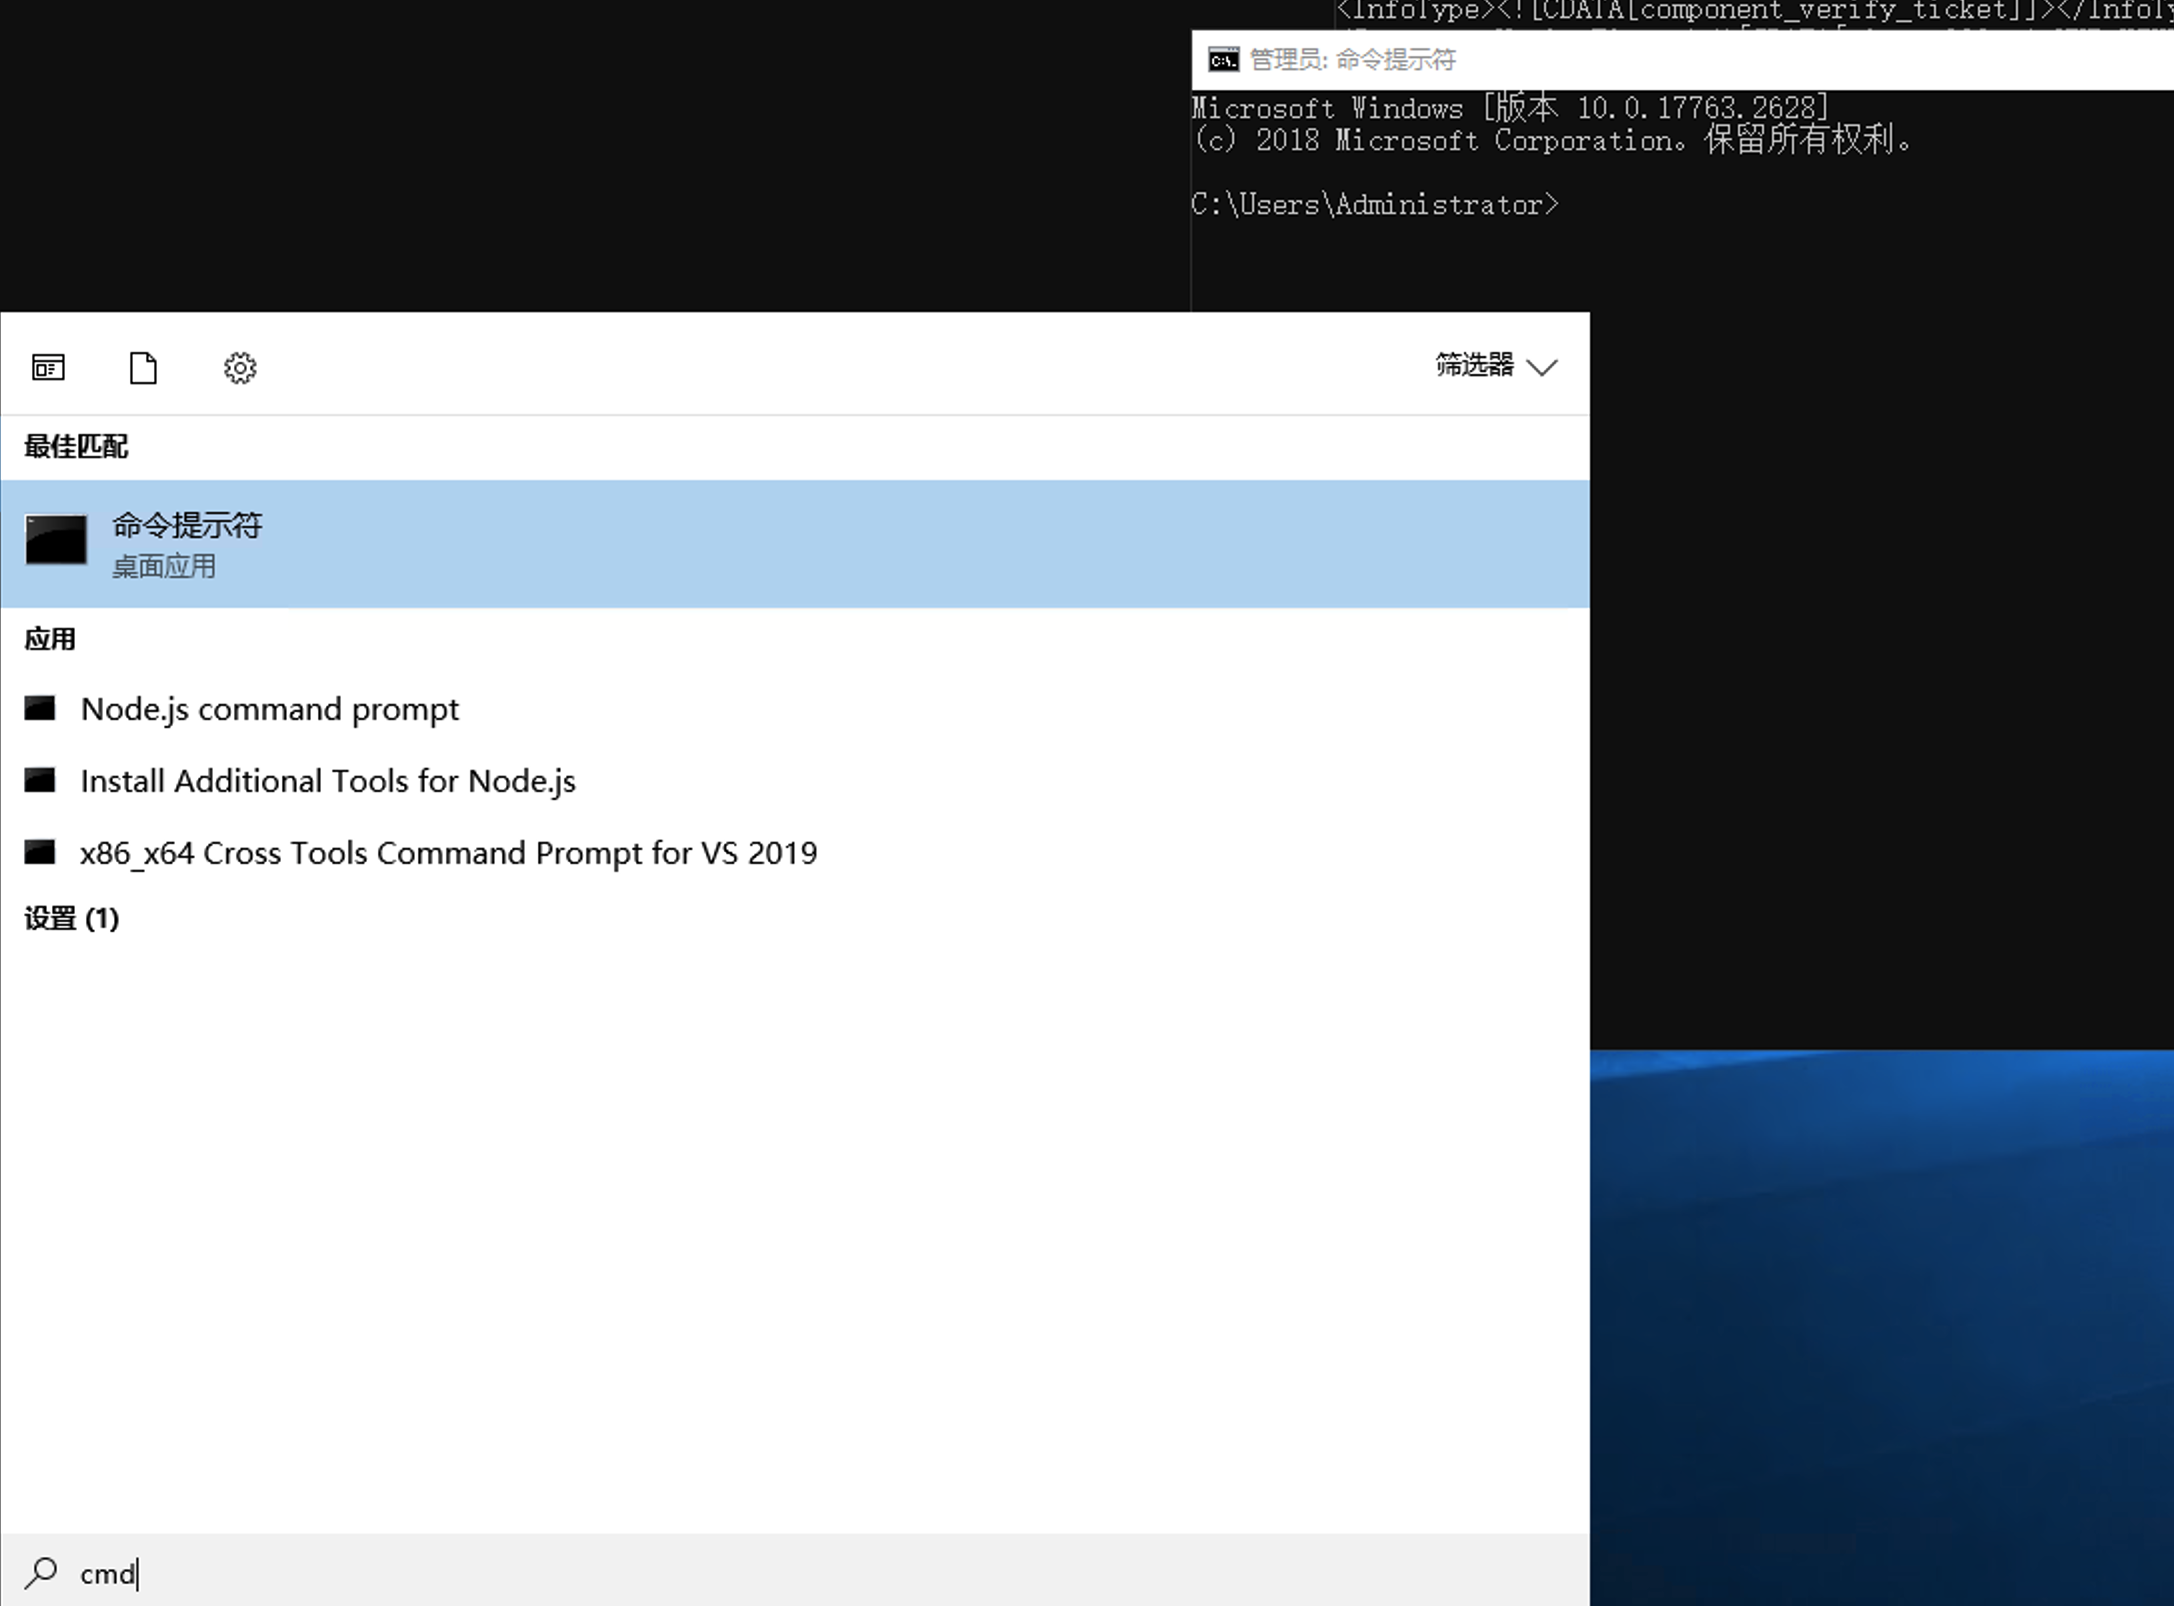 <InfoType><![CDATA[component_verify_ticket]]></InfoTy
管理员: 命令提示符
Microsoft Windows [版本 10.0.17763.2628]
(c) 2018 Microsoft Corporation。保留所有权利。
C:\Users\Administrator>
筛选器
最佳匹配
命令提示符
桌面应用
应用
Node.js command prompt
Install Additional Tools for Node.js
x86_x64 Cross Tools Command Prompt for VS 2019
设置 (1)
cmd